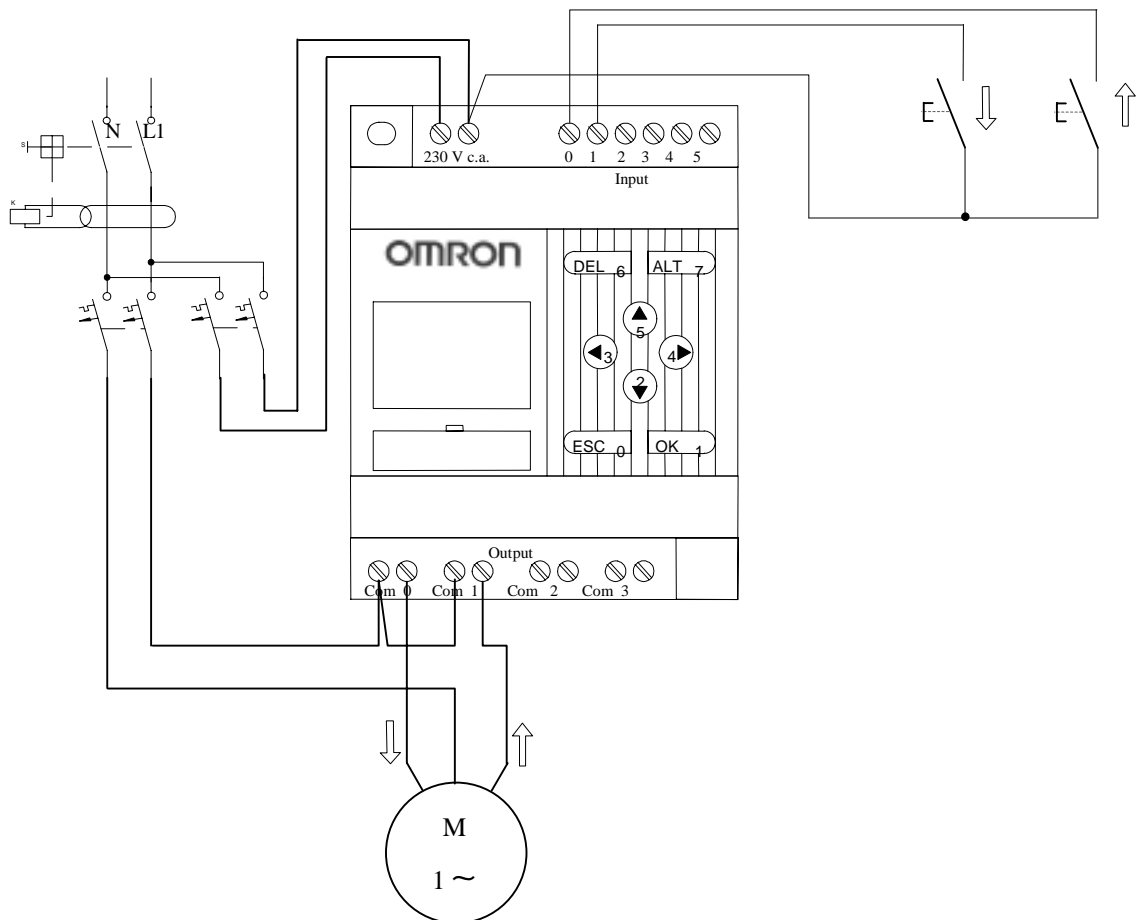 N L1
S
K
230 V c.a.
0 1 2 3 4 5
Input
OMRON
DEL 6 ALT 7
5
3 4
2
ESC 0 OK 1
Output
Com 0 Com 1 Com 2 Com 3
M
1 ~